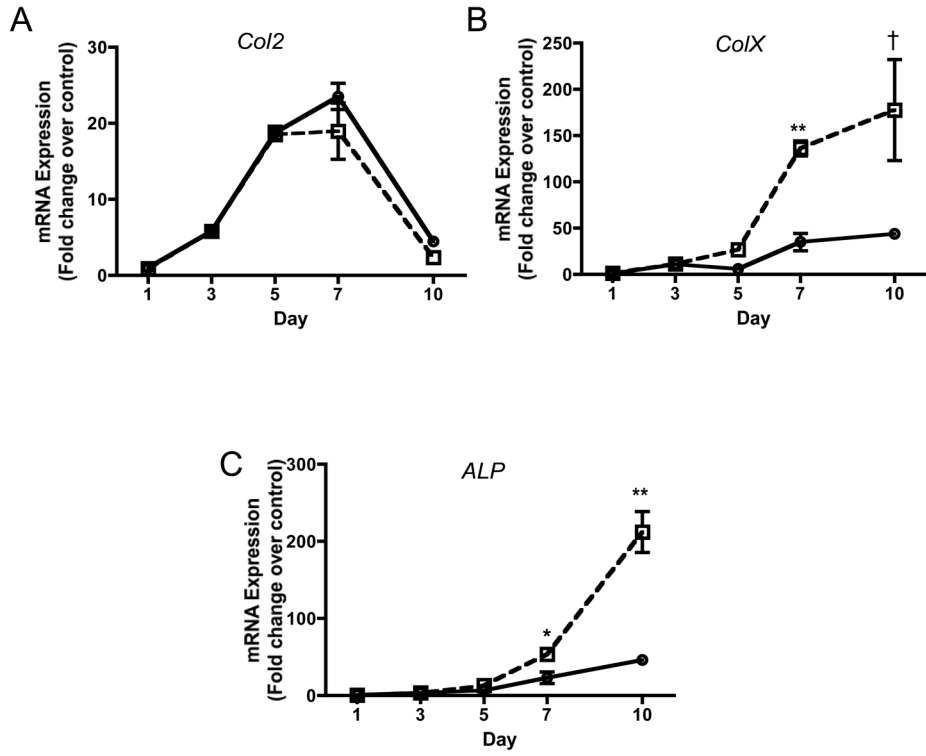 A
Col2
mRNA Expression
(Fold change over control)
30
20
10
0
1 3 5 7 10
Day
B
ColX
mRNA Expression
(Fold change over control)
250
200
150
100
50
0
**
†
1 3 5 7 10
Day
C
ALP
mRNA Expression
(Fold change over control)
300
200
100
0
*
**
1 3 5 7 10
Day